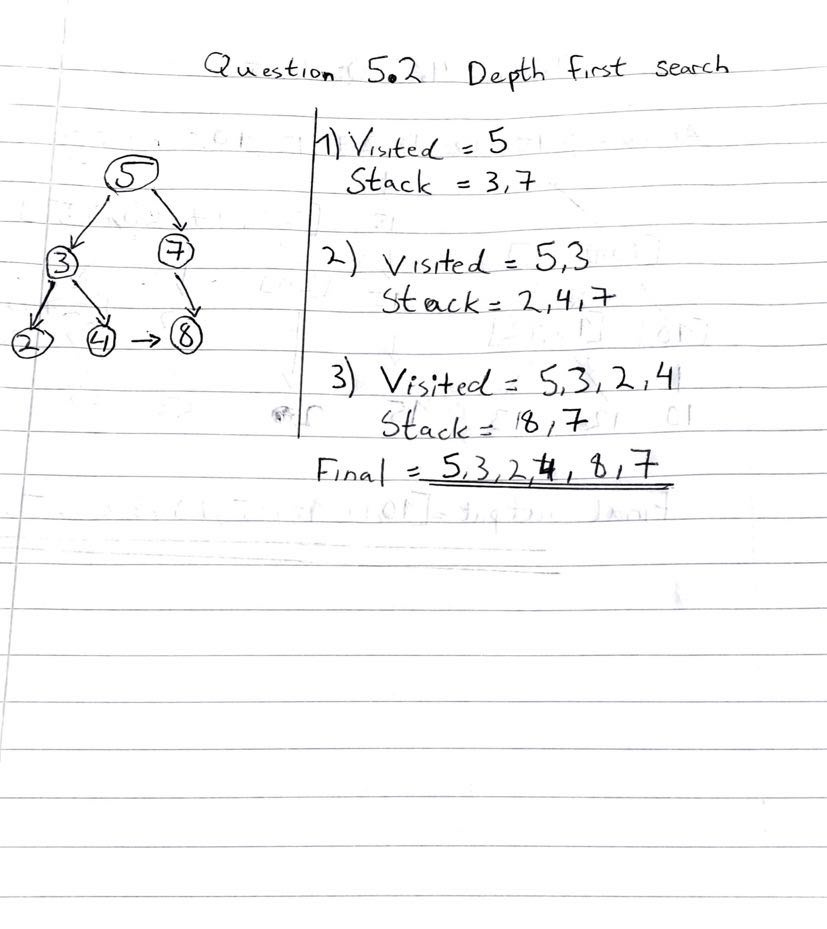 Question 5.2 Depth first search
5
3 7
2 4 → 8
1) Visited = 5
Stack = 3,7
2) Visited = 5,3
Stack = 2,4,7
3) Visited = 5,3,2,4
Stack = 8,7
Final = 5,3,2,4,8,7